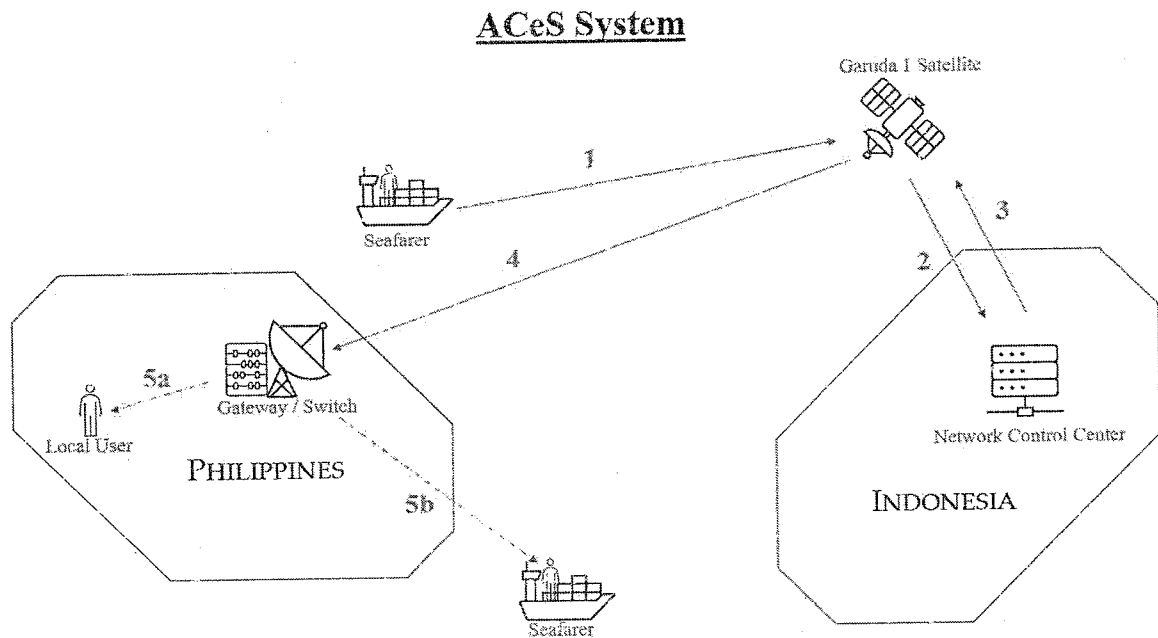 ACeS System
Garuda I Satellite
1
Seafarer
4
3
2
5a
Gateway / Switch
Local User
Network Control Center
PHILIPPINES
5b
INDONESIA
Seafarer